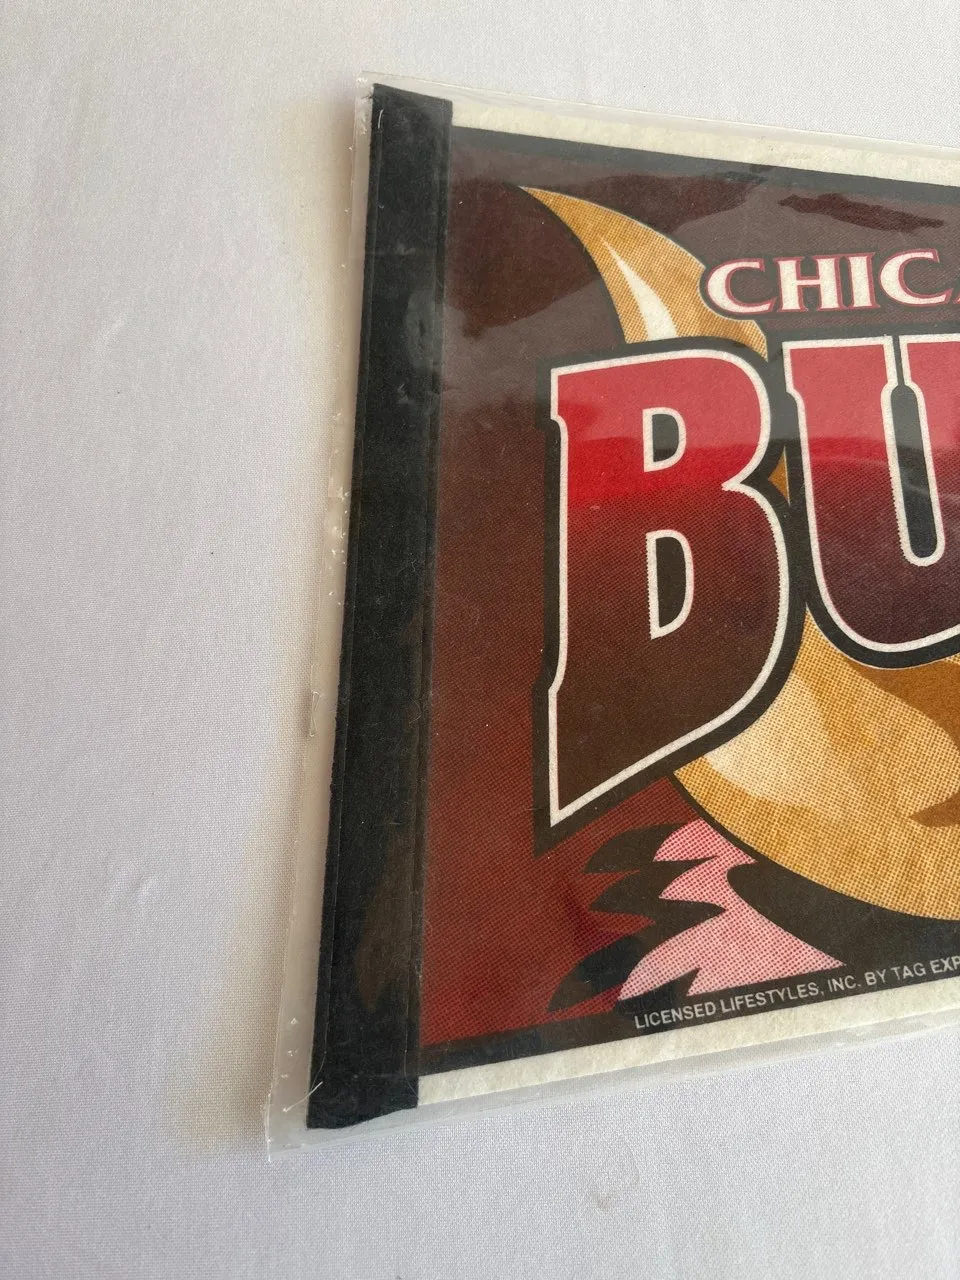 CHICA
BU
LICENSED LIFESTYLES, INC. BY TAG EXP